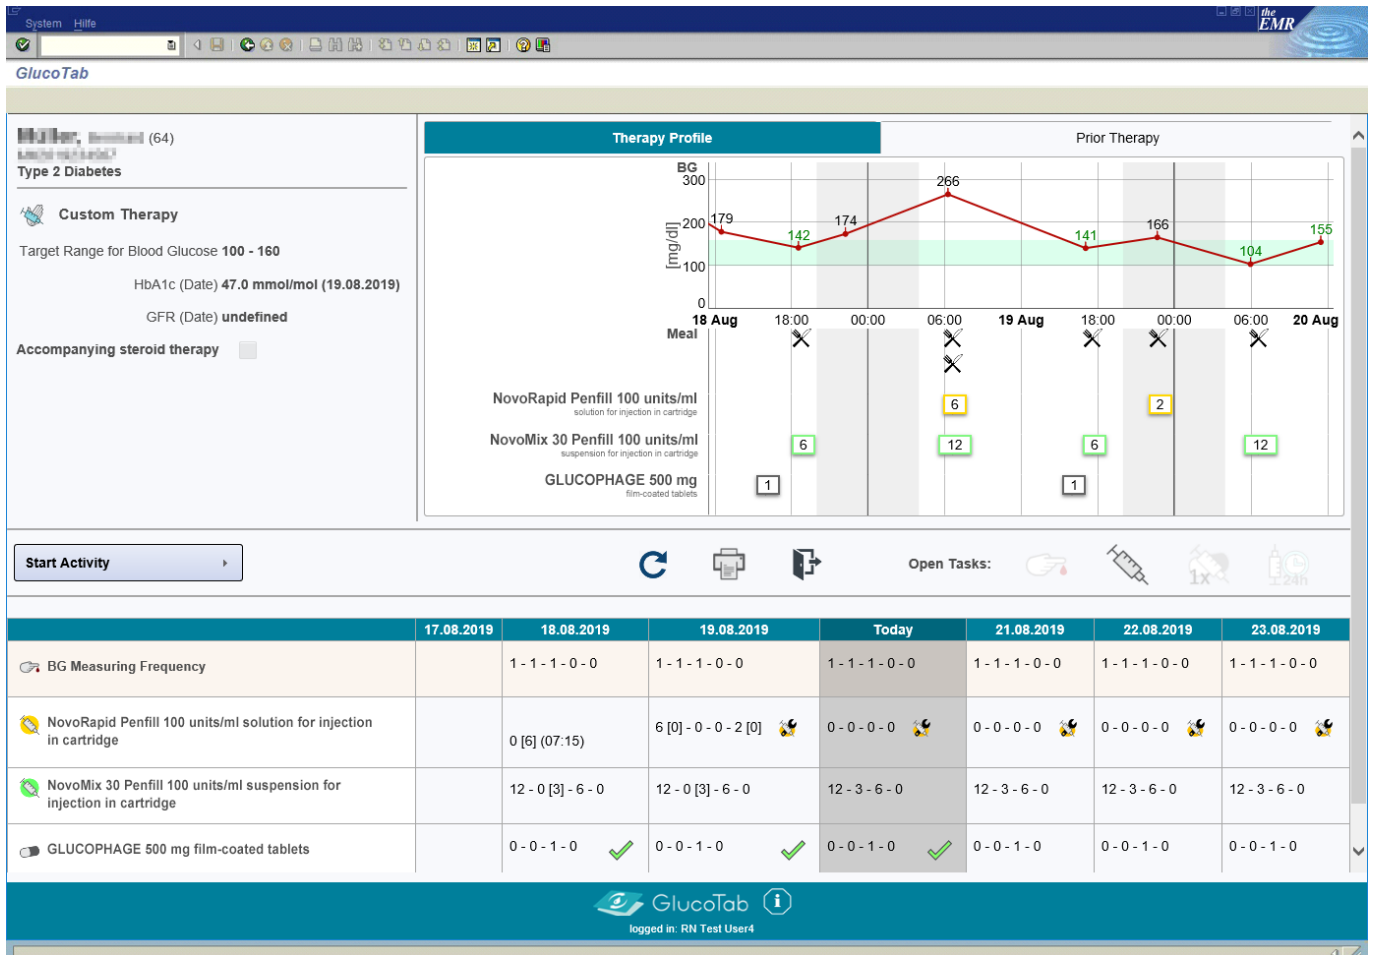 System Hilfe
the
EMR
GlucoTab
(64)
Type 2 Diabetes
Custom Therapy
Target Range for Blood Glucose 100 - 160
HbA1c (Date) 47.0 mmol/mol (19.08.2019)
GFR (Date) undefined
Accompanying steroid therapy
Therapy Profile
Prior Therapy
BG
300
200
100
0
[mg/dl]
179
142
174
266
141
166
104
155
18 Aug 18:00 00:00 06:00 19 Aug 18:00 00:00 06:00 20 Aug
Meal
NovoRapid Penfill 100 units/ml
solution for injection in cartridge
6 2
NovoMix 30 Penfill 100 units/ml
suspension for injection in cartridge
6 12 6 12
GLUCOPHAGE 500 mg
film-coated tablets
1 1
Start Activity
Open Tasks:
1x
24h
17.08.2019 18.08.2019 19.08.2019 Today 21.08.2019 22.08.2019 23.08.2019
BG Measuring Frequency
1 - 1 - 1 - 0 - 0 1 - 1 - 1 - 0 - 0 1 - 1 - 1 - 0 - 0 1 - 1 - 1 - 0 - 0 1 - 1 - 1 - 0 - 0 1 - 1 - 1 - 0 - 0
NovoRapid Penfill 100 units/ml solution for injection
in cartridge
0 [6] (07:15)
6 [0] - 0 - 0 - 2 [0] 0 - 0 - 0 - 0 0 - 0 - 0 - 0 0 - 0 - 0 - 0 0 - 0 - 0 - 0
NovoMix 30 Penfill 100 units/ml suspension for
injection in cartridge
12 - 0 [3] - 6 - 0 12 - 0 [3] - 6 - 0 12 - 3 - 6 - 0 12 - 3 - 6 - 0 12 - 3 - 6 - 0 12 - 3 - 6 - 0
GLUCOPHAGE 500 mg film-coated tablets
0 - 0 - 1 - 0 0 - 0 - 1 - 0 0 - 0 - 1 - 0 0 - 0 - 1 - 0 0 - 0 - 1 - 0 0 - 0 - 1 - 0
GlucoTab i
logged in: RN Test User4